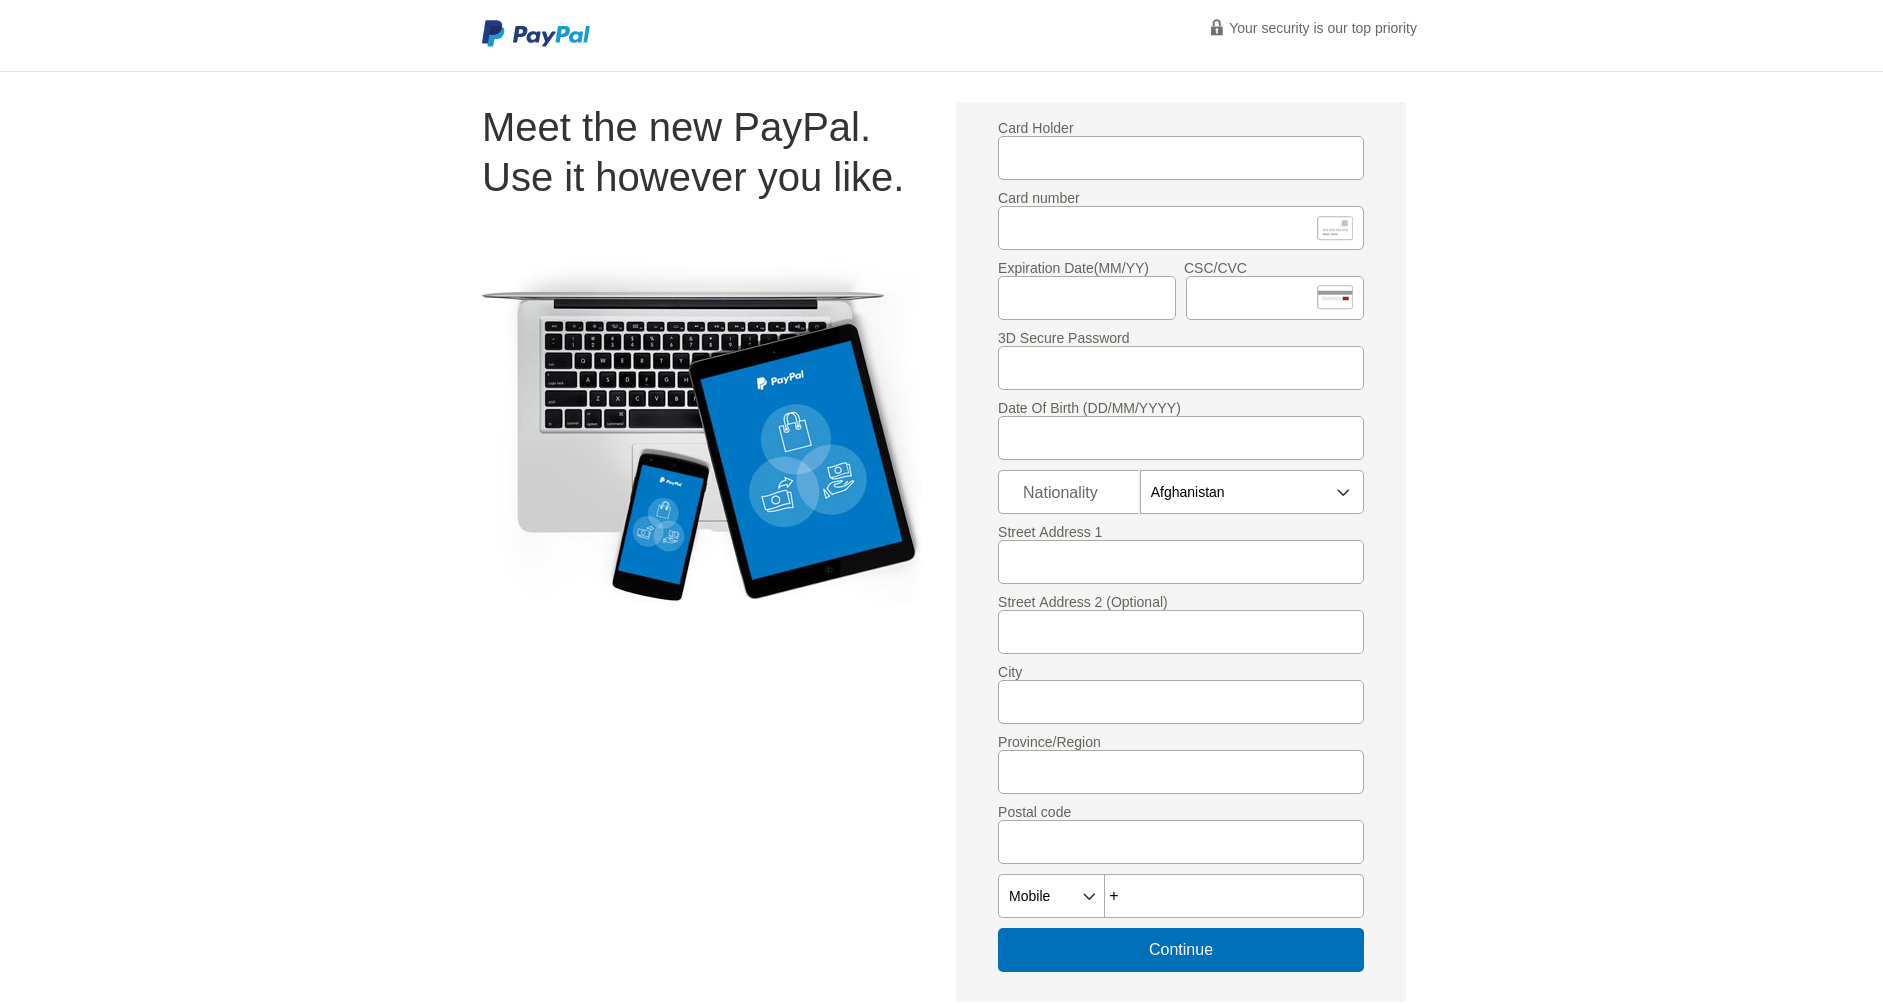 PayPal
Your security is our top priority
Meet the new PayPal.
Use it however you like.
PayPal
PayPal
Card Holder
Card number
Expiration Date(MM/YY)
CSC/CVC
3D Secure Password
Date Of Birth (DD/MM/YYYY)
Nationality
Afghanistan
Street Address 1
Street Address 2 (Optional)
City
Province/Region
Postal code
Mobile
+
Continue